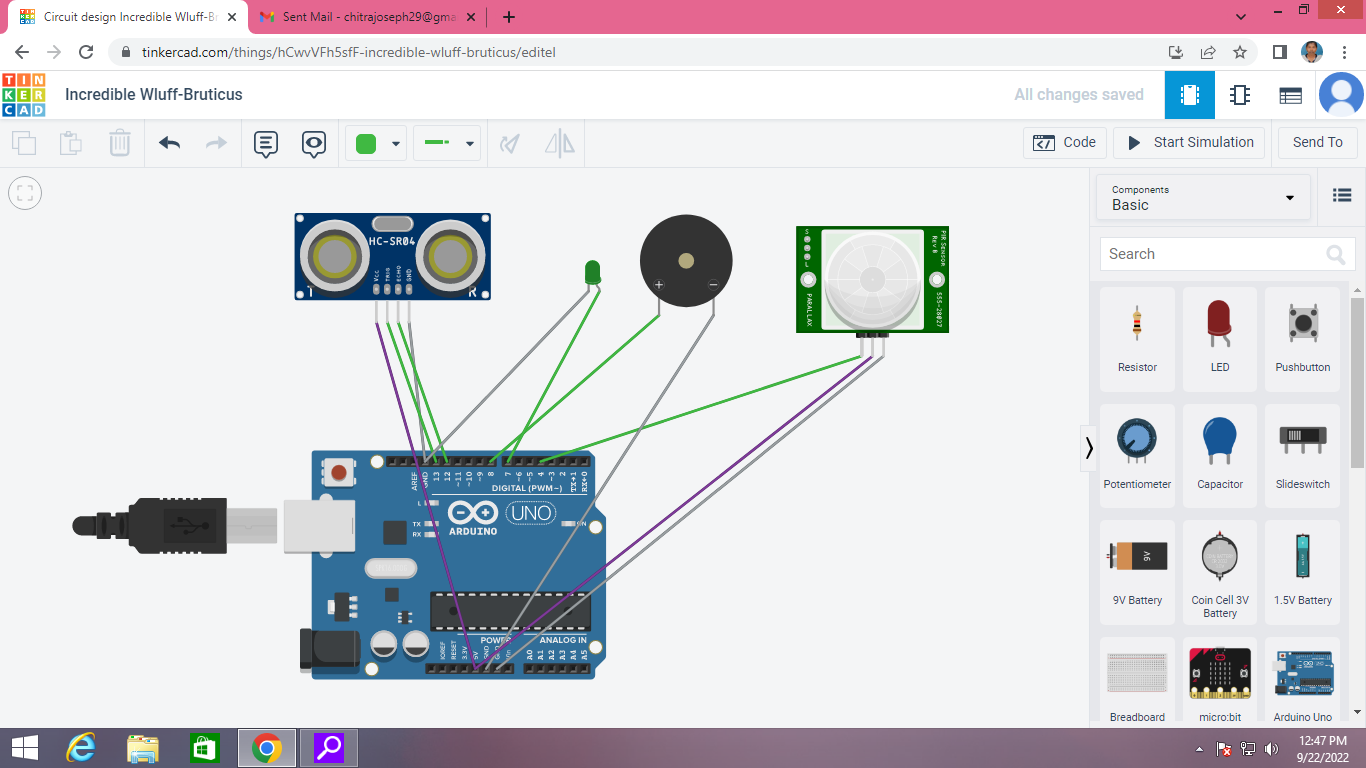 Circuit design Incredible Wluff-Br
Sent Mail - chitrajoseph29@gma
tinkercad.com/things/hCwvVFh5sfF-incredible-wluff-bruticus/editel
TIN
KER
CAD
Incredible Wluff-Bruticus
All changes saved
Code
Start Simulation
Send To
Components
Basic
Search
HC-SR04
Vcc
TRIG
ECHO
GND
T
R
+
−
S
L
PARALLAX
PIR Sensor
Rev B
555-28027
AREF
GND
13
12
~11
~10
~9
8
7
~6
~5
4
~3
2
TX→1
RX←0
DIGITAL (PWM~)
L
TX
RX
ARDUINO
UNO
ON
POWER
ANALOG IN
IOREF
RESET
3.3V
5V
GND
A0
A1
A2
A3
A4
A5
Resistor
LED
Pushbutton
Potentiometer
Capacitor
Slideswitch
9V
9V Battery
Coin Cell 3V
Battery
1.5V Battery
Breadboard
micro:bit
Arduino Uno
12:47 PM
9/22/2022